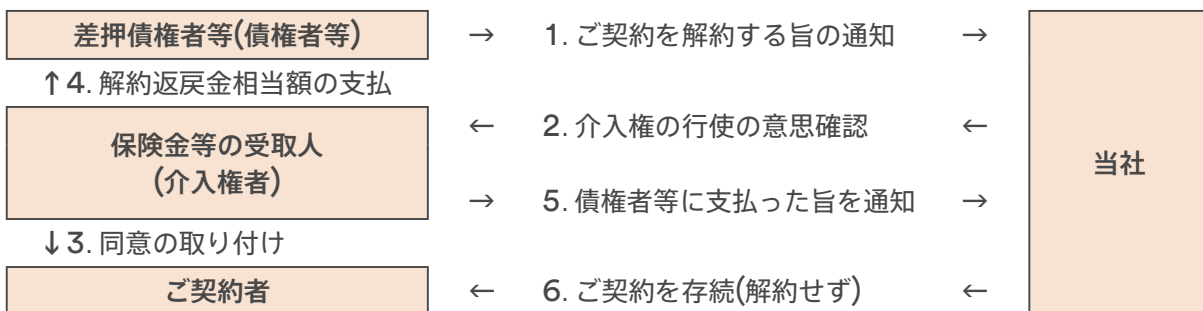 差押債権者等(債権者等) → 1. ご契約を解約する旨の通知 →
↑4. 解約返戻金相当額の支払
保険金等の受取人
(介入権者)
← 2. 介入権の行使の意思確認 ←
当社
→ 5. 債権者等に支払った旨を通知 →
↓3. 同意の取り付け
ご契約者 ← 6. ご契約を存続(解約せず) ←